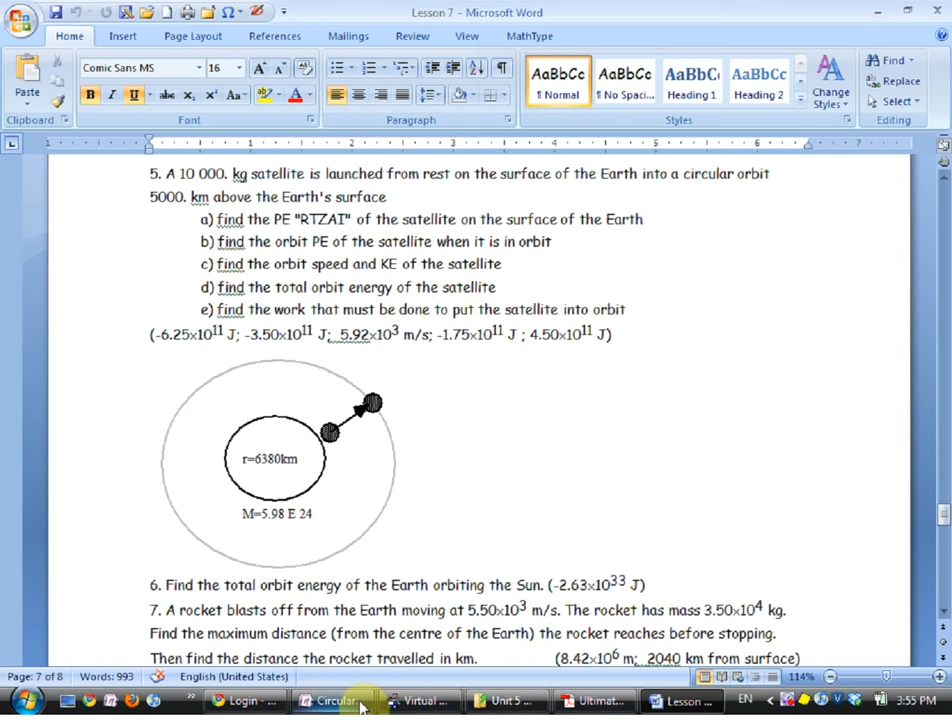 Lesson 7 - Microsoft Word
Home Insert Page Layout References Mailings Review View MathType
Comic Sans MS 16 Find
Replace
Select
Paste
AaBbCc AaBbCc AaBbC AaBbCc
¶ Normal ¶ No Spaci... Heading 1 Heading 2 Change Styles
Clipboard Font Paragraph Styles Editing
1 1 2 3 4 5 6 7
5. A 10 000. kg satellite is launched from rest on the surface of the Earth into a circular orbit
5000. km above the Earth's surface
a) find the PE "RTZAI" of the satellite on the surface of the Earth
b) find the orbit PE of the satellite when it is in orbit
c) find the orbit speed and KE of the satellite
d) find the total orbit energy of the satellite
e) find the work that must be done to put the satellite into orbit
(-6.25x10¹¹ J; -3.50x10¹¹ J; 5.92x10³ m/s; -1.75x10¹¹ J ; 4.50x10¹¹ J)
r=6380km
M=5.98 E 24
6. Find the total orbit energy of the Earth orbiting the Sun. (-2.63x10³³ J)
7. A rocket blasts off from the Earth moving at 5.50x10³ m/s. The rocket has mass 3.50x10⁴ kg.
Find the maximum distance (from the centre of the Earth) the rocket reaches before stopping.
Then find the distance the rocket travelled in km. (8.42x10⁶ m; 2040 km from surface)
Page: 7 of 8 Words: 993 English (United States) 114%
Login - ... Circular Virtual ... Unit 5 ... Ultimat... Lesson ... EN 3:55 PM